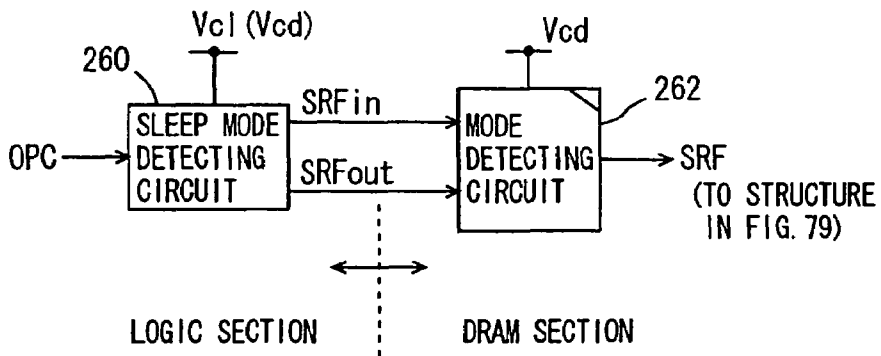 Vcl (Vcd)
Vcd
260
262
SRFin
SLEEP MODE
DETECTING
CIRCUIT
OPC
SRFout
MODE
DETECTING
CIRCUIT
SRF
(TO STRUCTURE
IN FIG. 79)
LOGIC SECTION
DRAM SECTION